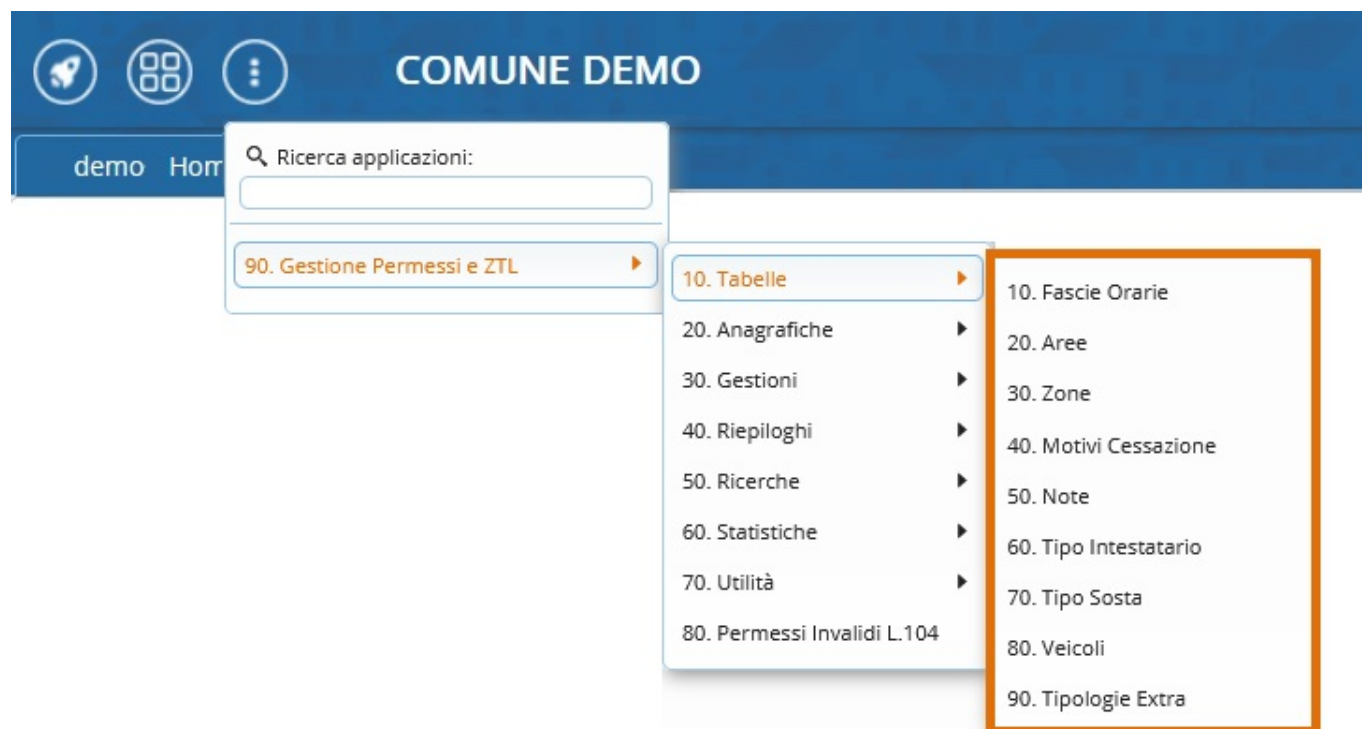 COMUNE DEMO
demo Hom
Ricerca applicazioni:
90. Gestione Permessi e ZTL
10. Tabelle
20. Anagrafiche
30. Gestioni
40. Riepiloghi
50. Ricerche
60. Statistiche
70. Utilità
80. Permessi Invalidi L.104
10. Fascie Orarie
20. Aree
30. Zone
40. Motivi Cessazione
50. Note
60. Tipo Intestatario
70. Tipo Sosta
80. Veicoli
90. Tipologie Extra